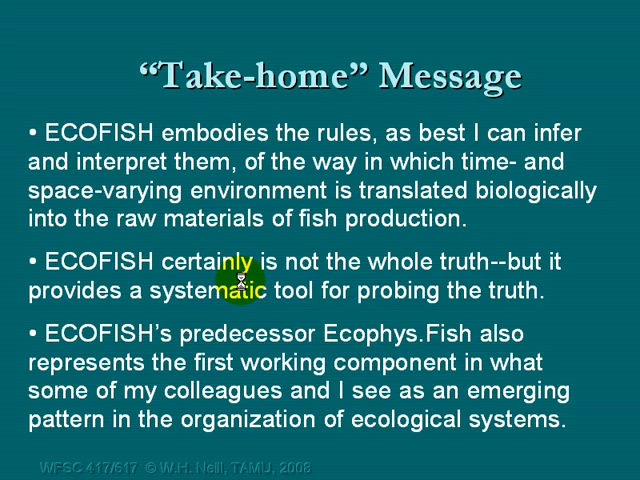 “Take-home” Message
• ECOFISH embodies the rules, as best I can infer
and interpret them, of the way in which time- and
space-varying environment is translated biologically
into the raw materials of fish production.
• ECOFISH certainly is not the whole truth--but it
provides a systematic tool for probing the truth.
• ECOFISH’s predecessor Ecophys.Fish also
represents the first working component in what
some of my colleagues and I see as an emerging
pattern in the organization of ecological systems.
WFSC 417/617 © W.H. Neill, TAMU, 2008